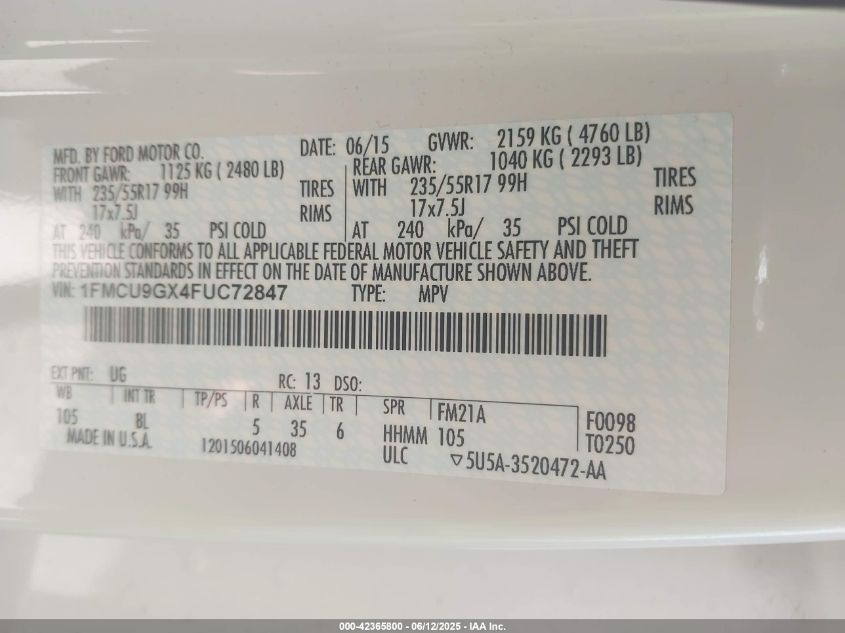 MFD. BY FORD MOTOR CO. DATE: 06/15 GVWR: 2159 KG ( 4760 LB)
FRONT GAWR: 1125 KG ( 2480 LB) REAR GAWR: 1040 KG ( 2293 LB)
WITH 235/55R17 99H TIRES WITH 235/55R17 99H TIRES
17x7.5J RIMS 17x7.5J RIMS
AT 240 kPa/ 35 PSI COLD AT 240 kPa/ 35 PSI COLD
THIS VEHICLE CONFORMS TO ALL APPLICABLE FEDERAL MOTOR VEHICLE SAFETY AND THEFT
PREVENTION STANDARDS IN EFFECT ON THE DATE OF MANUFACTURE SHOWN ABOVE.
VIN: 1FMCU9GX4FUC72847 TYPE: MPV
EXT PNT: UG RC: 13 DSO:
WB INT TR TP/PS R AXLE TR SPR FM21A F0098
105 BL 5 35 6 HHMM 105 T0250
MADE IN U.S.A. 1201506041408 ULC ▽5U5A-3520472-AA
000-42365800 - 06/12/2025 - IAA Inc.